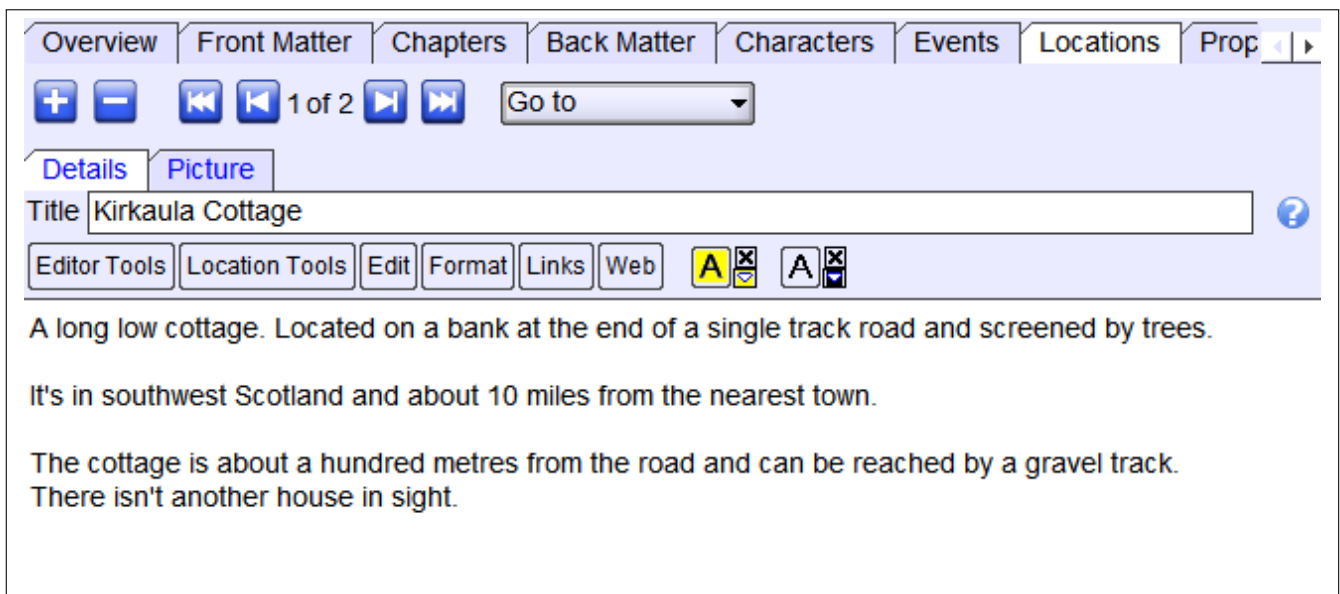 Overview Front Matter Chapters Back Matter Characters Events Locations Prop
1 of 2 Go to
Details Picture
Title Kirkaula Cottage ?
Editor Tools Location Tools Edit Format Links Web A A
A long low cottage. Located on a bank at the end of a single track road and screened by trees.
It's in southwest Scotland and about 10 miles from the nearest town.
The cottage is about a hundred metres from the road and can be reached by a gravel track.
There isn't another house in sight.